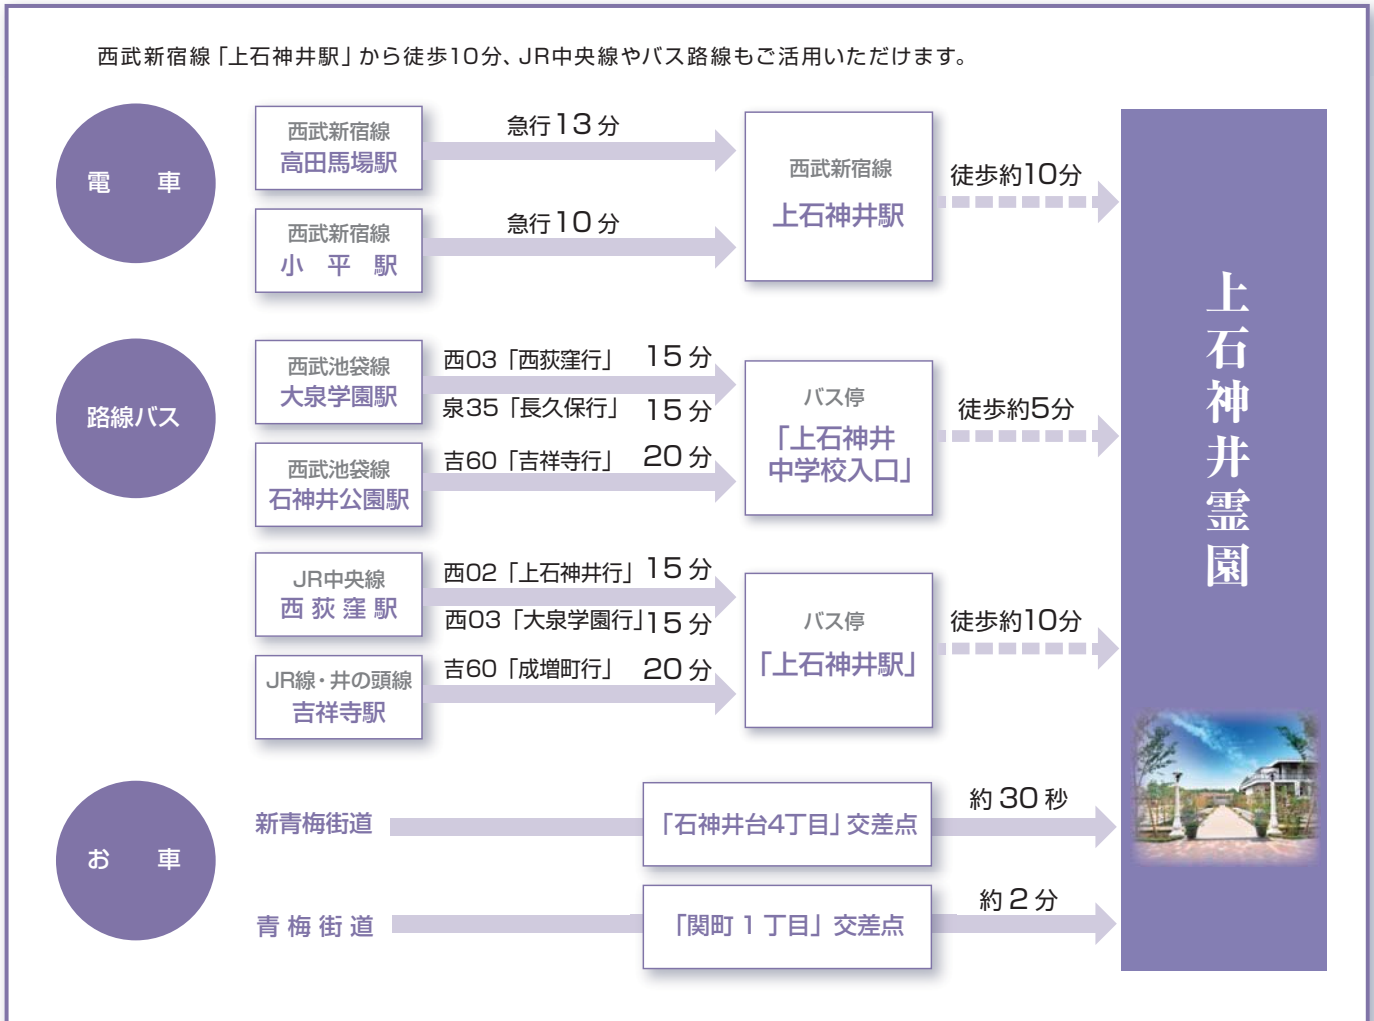 西武新宿線「上石神井駅」から徒歩10分、JR中央線やバス路線もご活用いただけます。
電　車
西武新宿線
高田馬場駅
急行13分
西武新宿線
小　平　駅
急行10分
西武新宿線
上石神井駅
徒歩約10分
路線バス
西武池袋線
大泉学園駅
西03「西荻窪行」 15分
泉35「長久保行」 15分
西武池袋線
石神井公園駅
吉60「吉祥寺行」 20分
バス停
「上石神井
中学校入口」
徒歩約5分
JR中央線
西荻窪駅
西02「上石神井行」 15分
西03「大泉学園行」 15分
JR線・井の頭線
吉祥寺駅
吉60「成増町行」 20分
バス停
「上石神井駅」
徒歩約10分
お　車
新青梅街道
「石神井台4丁目」交差点
約30秒
青梅街道
「関町1丁目」交差点
約2分
上石神井霊園